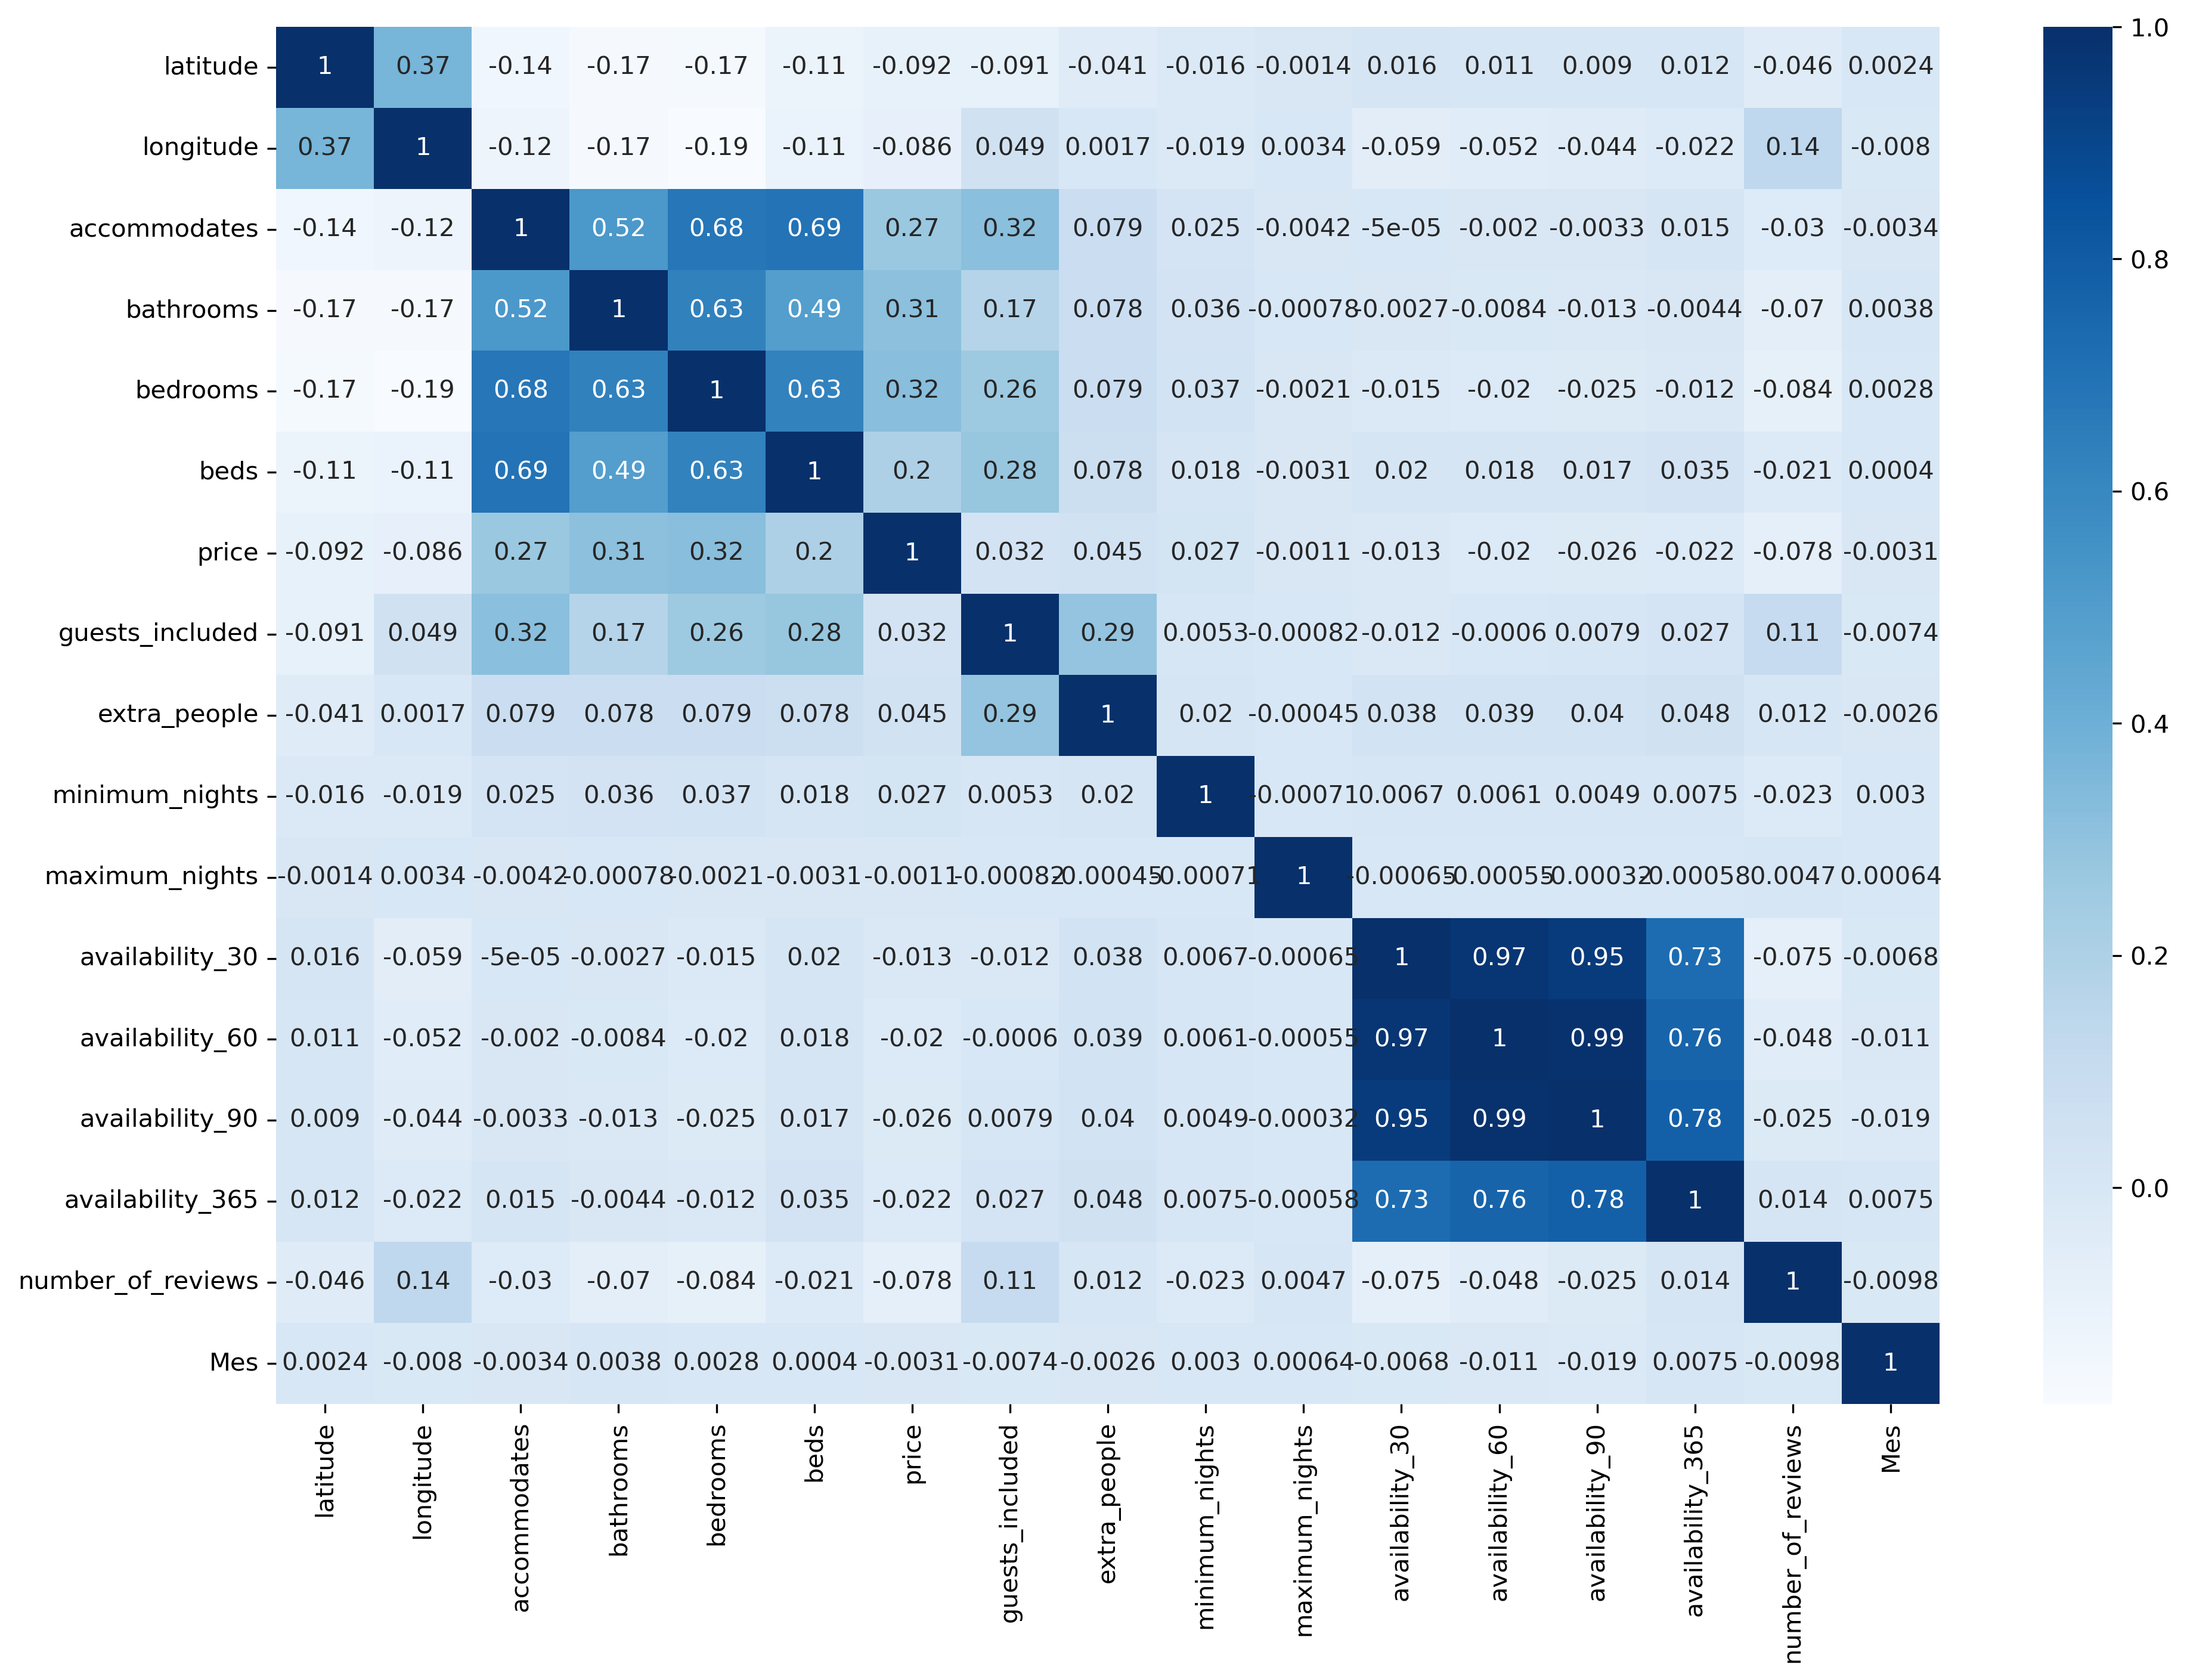 latitude 1 0.37 -0.14 -0.17 -0.17 -0.11 -0.092 -0.091 -0.041 -0.016 -0.0014 0.016 0.011 0.009 0.012 -0.046 0.0024
longitude 0.37 1 -0.12 -0.17 -0.19 -0.11 -0.086 0.049 0.0017 -0.019 0.0034 -0.059 -0.052 -0.044 -0.022 0.14 -0.008
accommodates -0.14 -0.12 1 0.52 0.68 0.69 0.27 0.32 0.079 0.025 -0.0042 -5e-05 -0.002 -0.0033 0.015 -0.03 -0.0034
bathrooms -0.17 -0.17 0.52 1 0.63 0.49 0.31 0.17 0.078 0.036 -0.00078 -0.0027 -0.0084 -0.013 -0.0044 -0.07 0.0038
bedrooms -0.17 -0.19 0.68 0.63 1 0.63 0.32 0.26 0.079 0.037 -0.0021 -0.015 -0.02 -0.025 -0.012 -0.084 0.0028
beds -0.11 -0.11 0.69 0.49 0.63 1 0.2 0.28 0.078 0.018 -0.0031 0.02 0.018 0.017 0.035 -0.021 0.0004
price -0.092 -0.086 0.27 0.31 0.32 0.2 1 0.032 0.045 0.027 -0.0011 -0.013 -0.02 -0.026 -0.022 -0.078 -0.0031
guests_included -0.091 0.049 0.32 0.17 0.26 0.28 0.032 1 0.29 0.0053 -0.00082 -0.012 -0.0006 0.0079 0.027 0.11 -0.0074
extra_people -0.041 0.0017 0.079 0.078 0.079 0.078 0.045 0.29 1 0.02 -0.00045 0.038 0.039 0.04 0.048 0.012 -0.0026
minimum_nights -0.016 -0.019 0.025 0.036 0.037 0.018 0.027 0.0053 0.02 1 -0.00071 0.0067 0.0061 0.0049 0.0075 -0.023 0.003
maximum_nights -0.0014 0.0034 -0.0042 -0.00078 -0.0021 -0.0031 -0.0011 -0.00082 -0.00045 -0.00071 1 -0.00065 -0.00055 -0.00032 -0.00058 0.0047 0.00064
availability_30 0.016 -0.059 -5e-05 -0.0027 -0.015 0.02 -0.013 -0.012 0.038 0.0067 -0.00065 1 0.97 0.95 0.73 -0.075 -0.0068
availability_60 0.011 -0.052 -0.002 -0.0084 -0.02 0.018 -0.02 -0.0006 0.039 0.0061 -0.00055 0.97 1 0.99 0.76 -0.048 -0.011
availability_90 0.009 -0.044 -0.0033 -0.013 -0.025 0.017 -0.026 0.0079 0.04 0.0049 -0.00032 0.95 0.99 1 0.78 -0.025 -0.019
availability_365 0.012 -0.022 0.015 -0.0044 -0.012 0.035 -0.022 0.027 0.048 0.0075 -0.00058 0.73 0.76 0.78 1 0.014 0.0075
number_of_reviews -0.046 0.14 -0.03 -0.07 -0.084 -0.021 -0.078 0.11 0.012 -0.023 0.0047 -0.075 -0.048 -0.025 0.014 1 -0.0098
Mes 0.0024 -0.008 -0.0034 0.0038 0.0028 0.0004 -0.0031 -0.0074 -0.0026 0.003 0.00064 -0.0068 -0.011 -0.019 0.0075 -0.0098 1
latitude
longitude
accommodates
bathrooms
bedrooms
beds
price
guests_included
extra_people
minimum_nights
maximum_nights
availability_30
availability_60
availability_90
availability_365
number_of_reviews
Mes
1.0
0.8
0.6
0.4
0.2
0.0